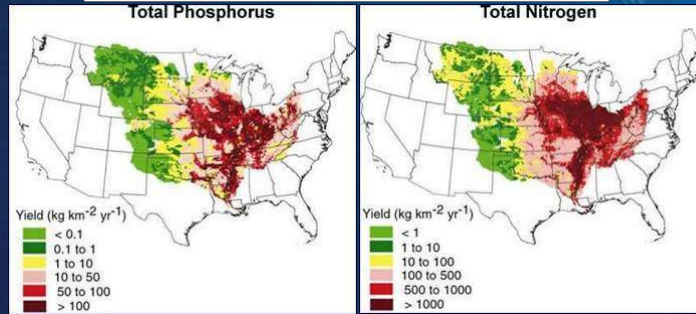 Total Phosphorus
Yield (kg km⁻² yr⁻¹)
< 0.1
0.1 to 1
1 to 10
10 to 50
50 to 100
> 100
Total Nitrogen
Yield (kg km⁻² yr⁻¹)
< 1
1 to 10
10 to 100
100 to 500
500 to 1000
> 1000